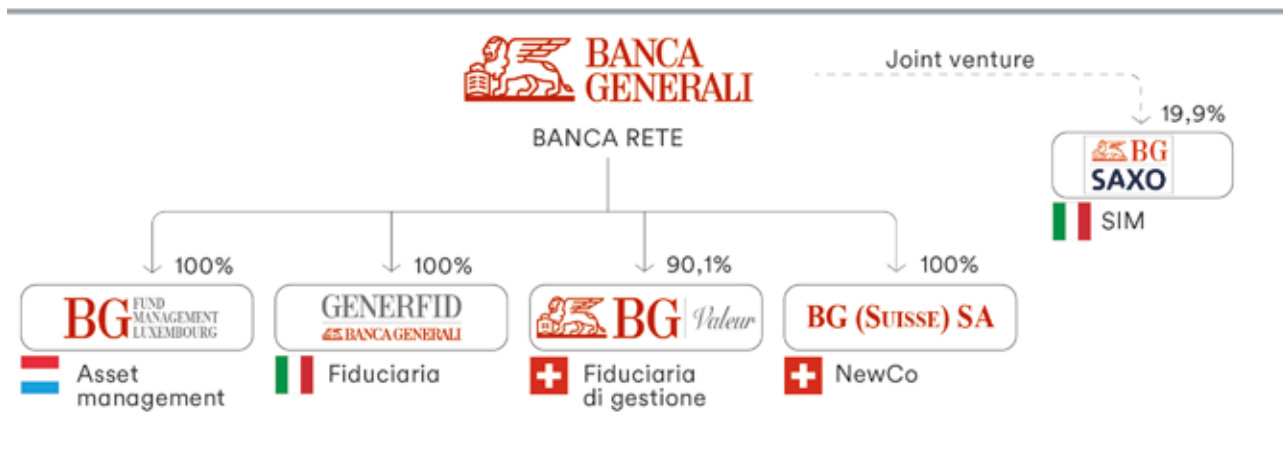 BANCA
GENERALI
BANCA RETE
Joint venture
19,9%
BG
SAXO
SIM
100%
100%
90,1%
100%
BG FUND
MANAGEMENT
LUXEMBOURG
GENERFID
BANCA GENERALI
BG Valeur
BG (SUISSE) SA
Asset
management
Fiduciaria
Fiduciaria
di gestione
NewCo